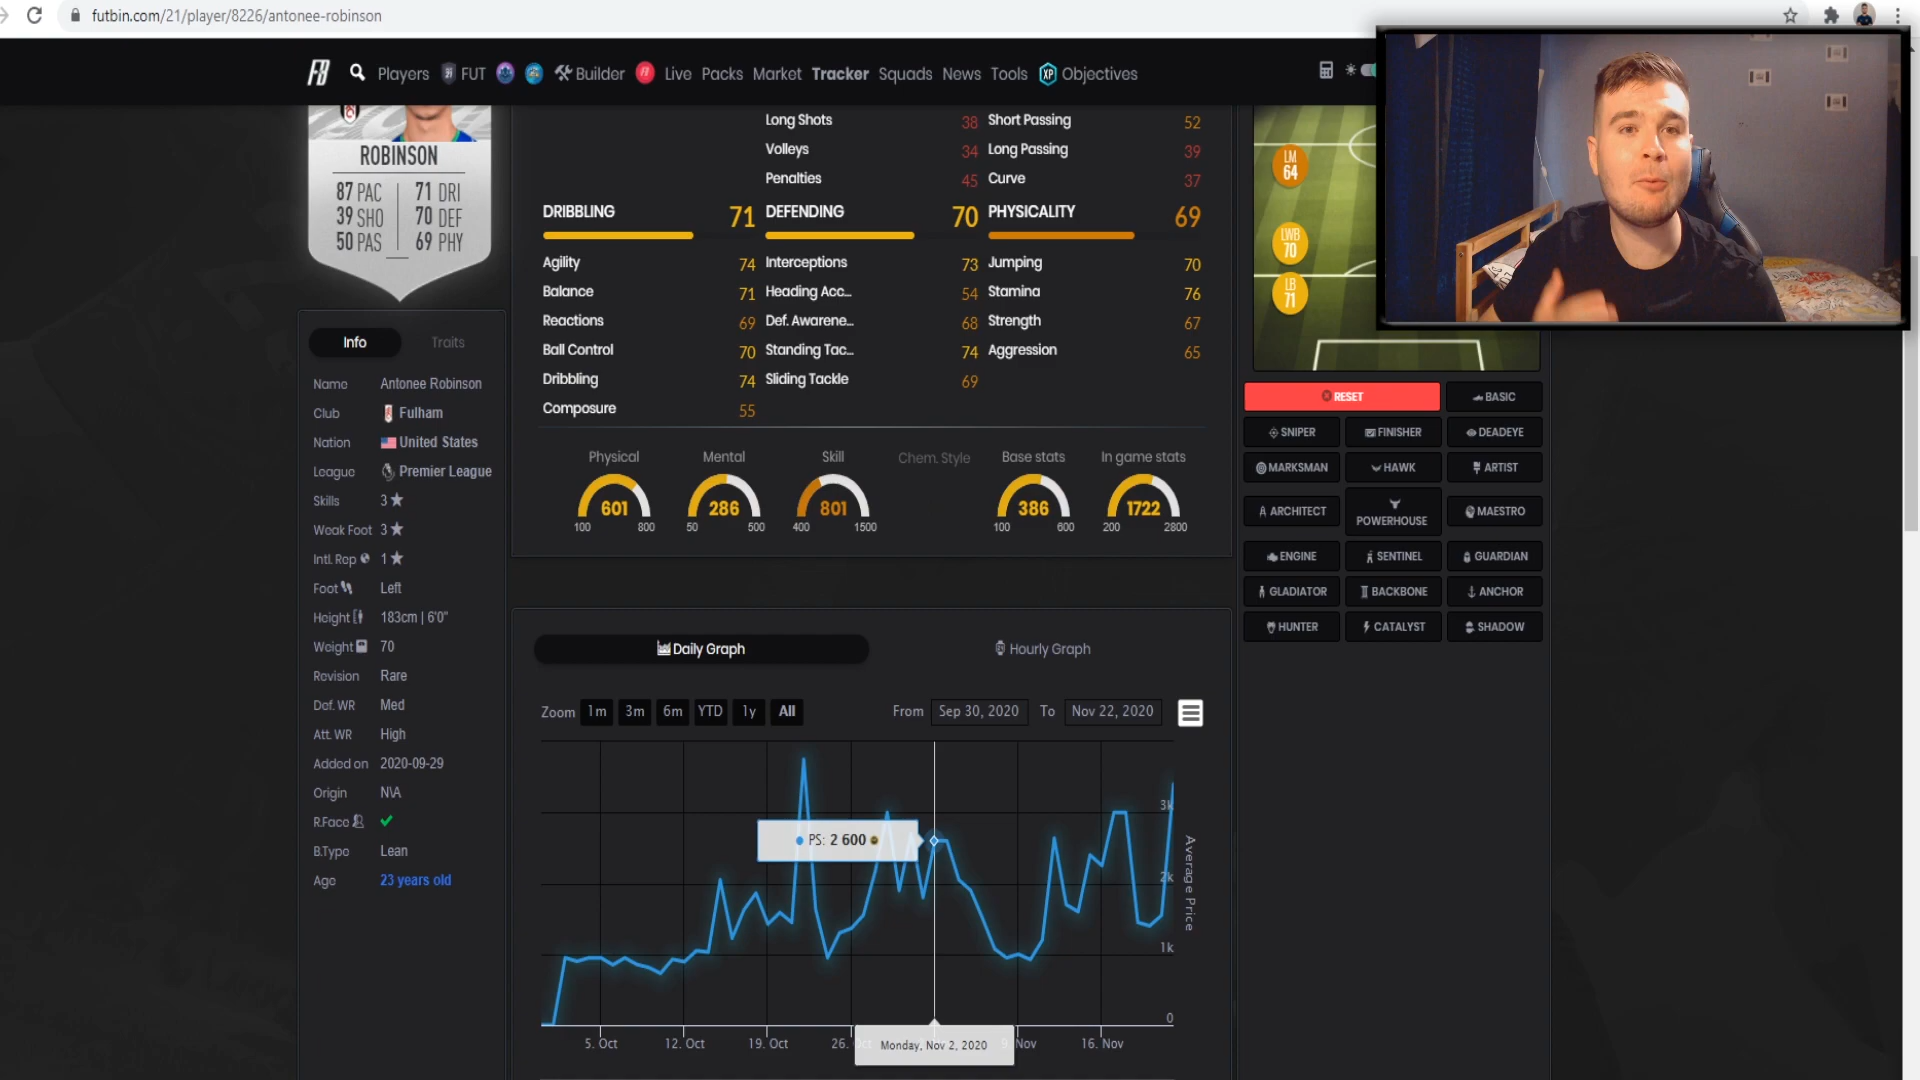 futbin.com/21/player/8226/antonee-robinson
Players FUT Builder Live Packs Market Tracker Squads News Tools XP Objectives
ROBINSON
87 PAC 71 DRI
39 SHO 70 DEF
50 PAS 69 PHY
Long Shots 38 Short Passing 52
Volleys 34 Long Passing 39
Penalties 45 Curve 37
DRIBBLING 71 DEFENDING 70 PHYSICALITY 69
Agility 74 Interceptions 73 Jumping 70
Balance 71 Heading Acc... 54 Stamina 76
Reactions 69 Def. Awarene... 68 Strength 67
Ball Control 70 Standing Tac... 74 Aggression 65
Dribbling 74 Sliding Tackle 69
Composure 55
Physical Mental Skill Chem. Style Base stats In game stats
601 286 801 386 1722
100 800 50 500 400 1500 100 600 200 2800
LM
64
LWB
70
LB
71
Info Traits
Name Antonee Robinson
Club Fulham
Nation United States
League Premier League
Skills 3
Weak Foot 3
Intl. Rep 1
Foot Left
Height 183cm | 6'0"
Weight 70
Revision Rare
Def. WR Med
Att. WR High
Added on 2020-09-29
Origin N\A
R.Face
B.Type Lean
Age 23 years old
RESET BASIC
SNIPER FINISHER DEADEYE
MARKSMAN HAWK ARTIST
ARCHITECT POWERHOUSE MAESTRO
ENGINE SENTINEL GUARDIAN
GLADIATOR BACKBONE ANCHOR
HUNTER CATALYST SHADOW
Daily Graph Hourly Graph
Zoom 1m 3m 6m YTD 1y All From Sep 30, 2020 To Nov 22, 2020
3k
PS: 2 600
2k
1k
0
Average Price
5. Oct 12. Oct 19. Oct 26. 9. Nov 16. Nov
Monday, Nov 2, 2020